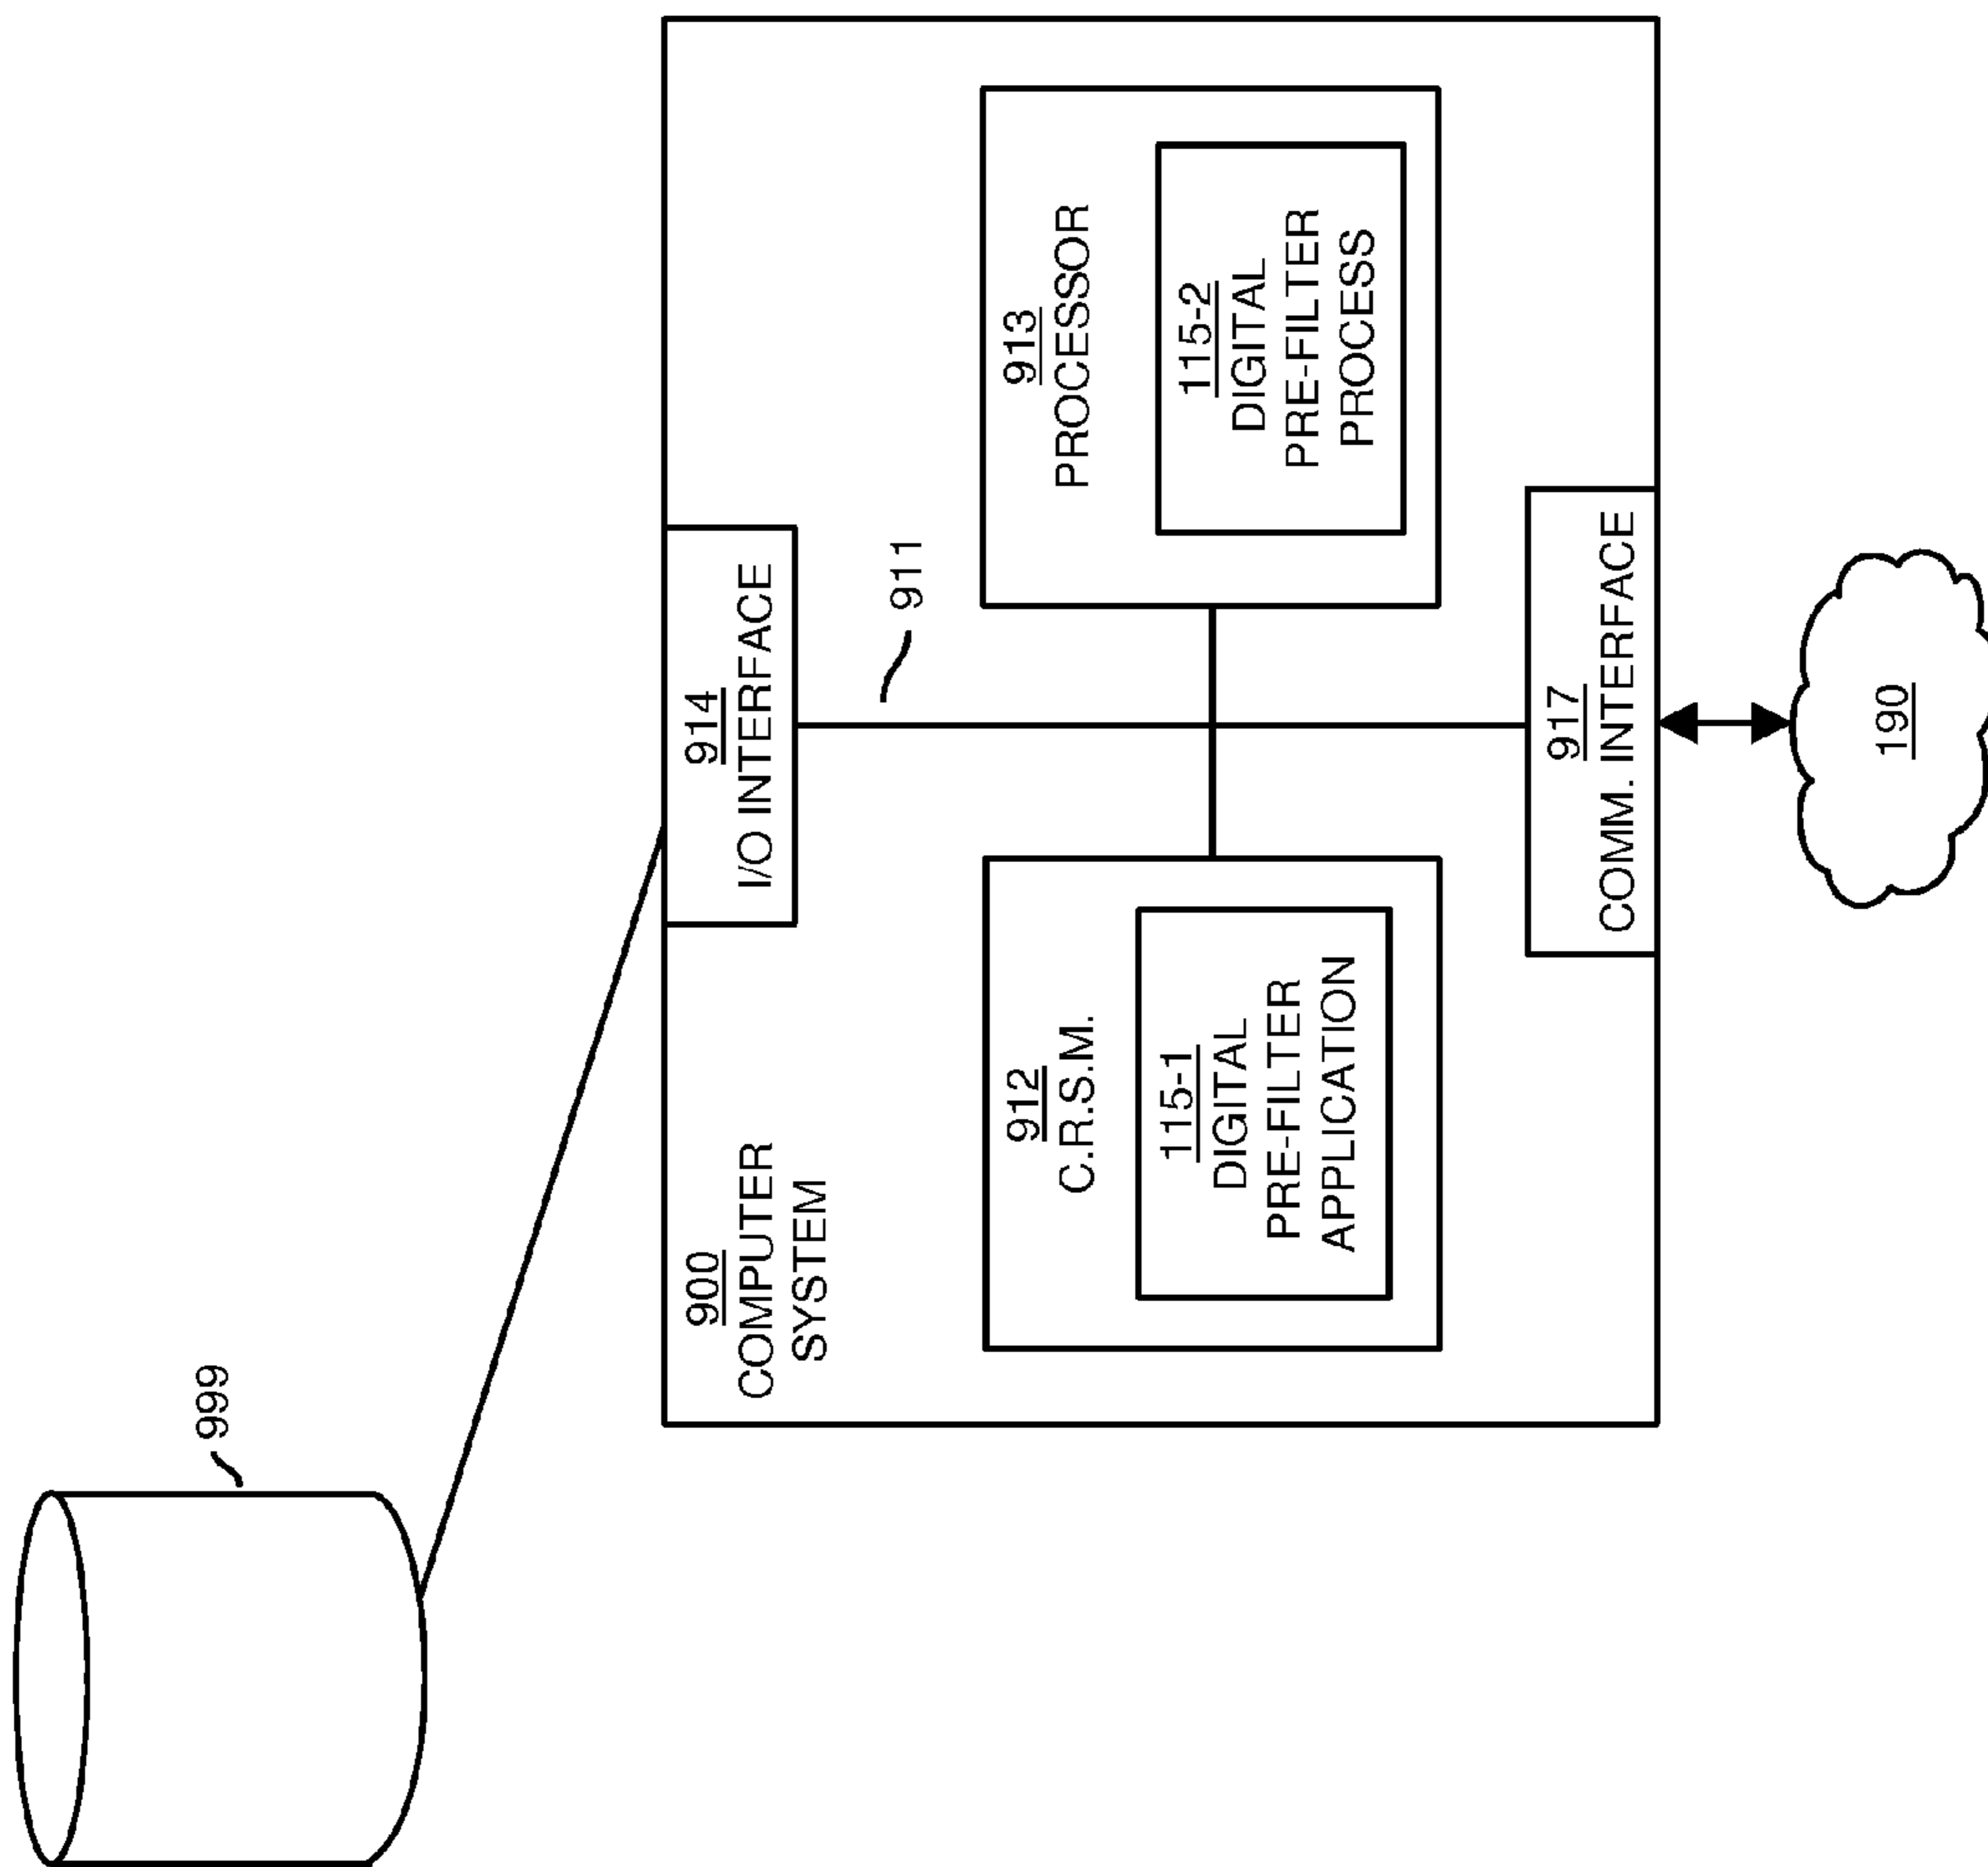 999
900
COMPUTER
SYSTEM
914
I/O INTERFACE
911
912
C.R.S.M.
115-1
DIGITAL
PRE-FILTER
APPLICATION
913
PROCESSOR
115-2
DIGITAL
PRE-FILTER
PROCESS
917
COMM. INTERFACE
190